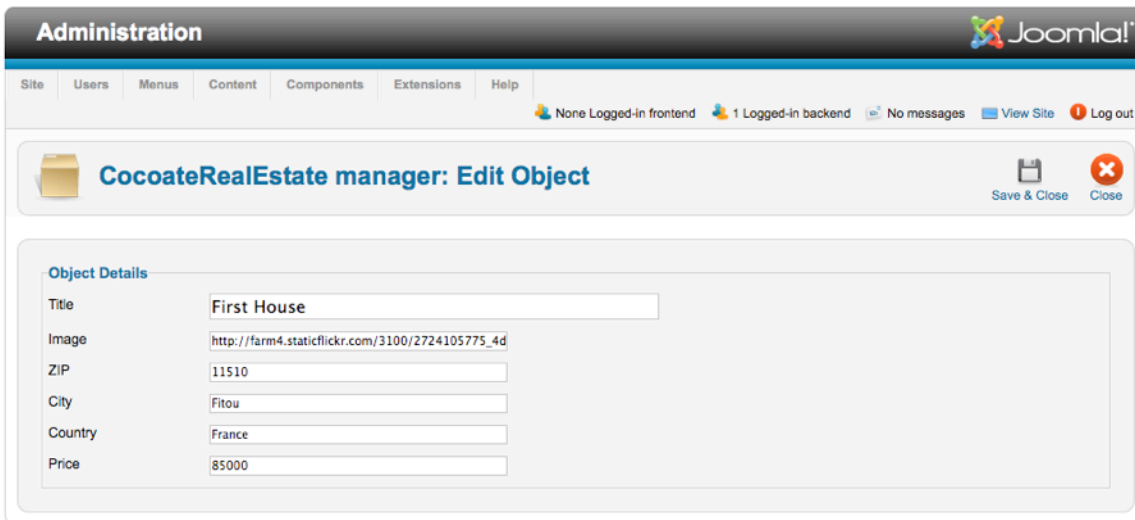 Administration
Joomla!
Site Users Menus Content Components Extensions Help
None Logged-in frontend 1 Logged-in backend No messages View Site Log out
CocoateRealEstate manager: Edit Object
Save & Close Close
Object Details
Title First House
Image http://farm4.staticflickr.com/3100/2724105775_4d
ZIP 11510
City Fitou
Country France
Price 85000